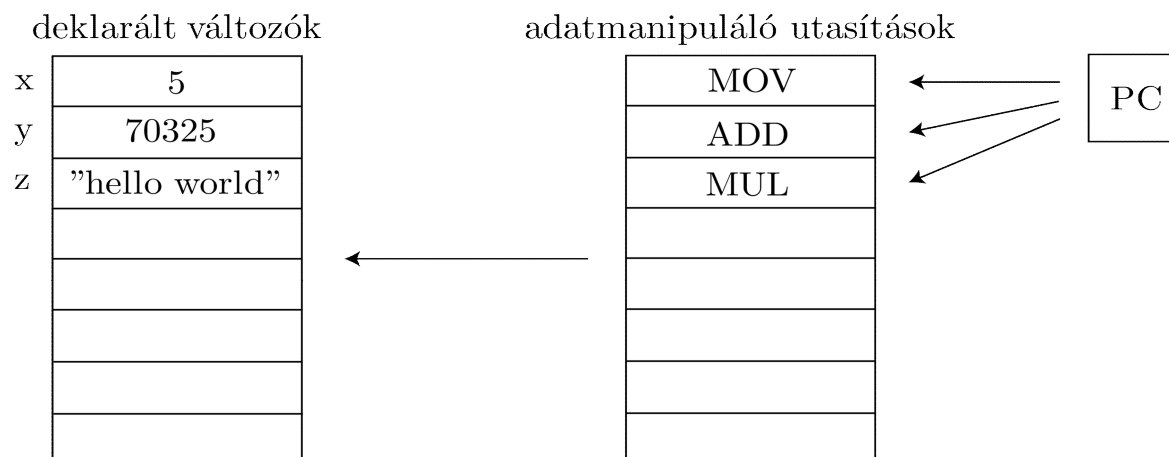 deklarált változók
adatmanipuláló utasítások
x 5
y 70325
z "hello world"
MOV
ADD
MUL
PC